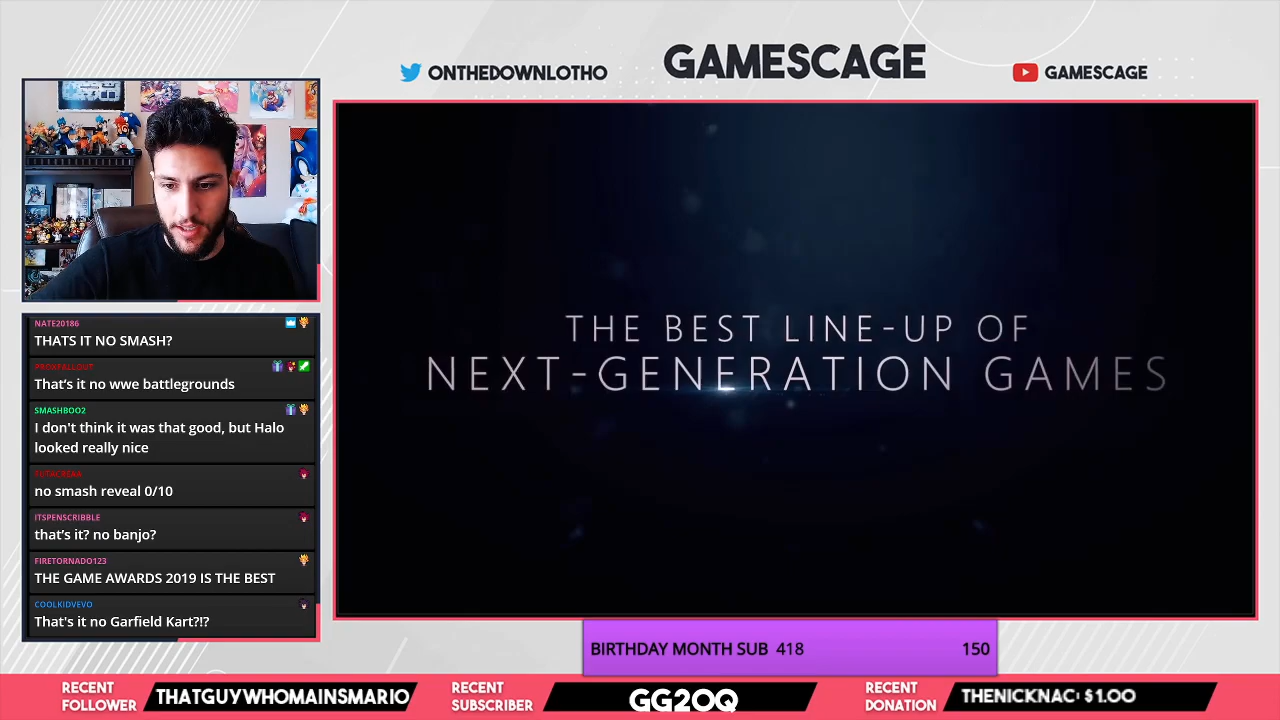 ONTHEDOWNLOTHO
GAMESCAGE
GAMESCAGE
NATE20186
THATS IT NO SMASH?
PROXFALLOUT
That's it no wwe battlegrounds
SMASHBOO2
I don't think it was that good, but Halo
looked really nice
no smash reveal 0/10
ITSPENSCRIBBLE
that's it? no banjo?
FIRETORNADO123
THE GAME AWARDS 2019 IS THE BEST
COOLKIDVEVO
That's it no Garfield Kart?!?
THE BEST LINE-UP OF
NEXT-GENERATION GAMES
BIRTHDAY MONTH SUB 418 150
RECENT
FOLLOWER
THATGUYWHOMAINSMARIO
RECENT
SUBSCRIBER
GG2OQ
RECENT
DONATION
THENICKNAC: $1.00